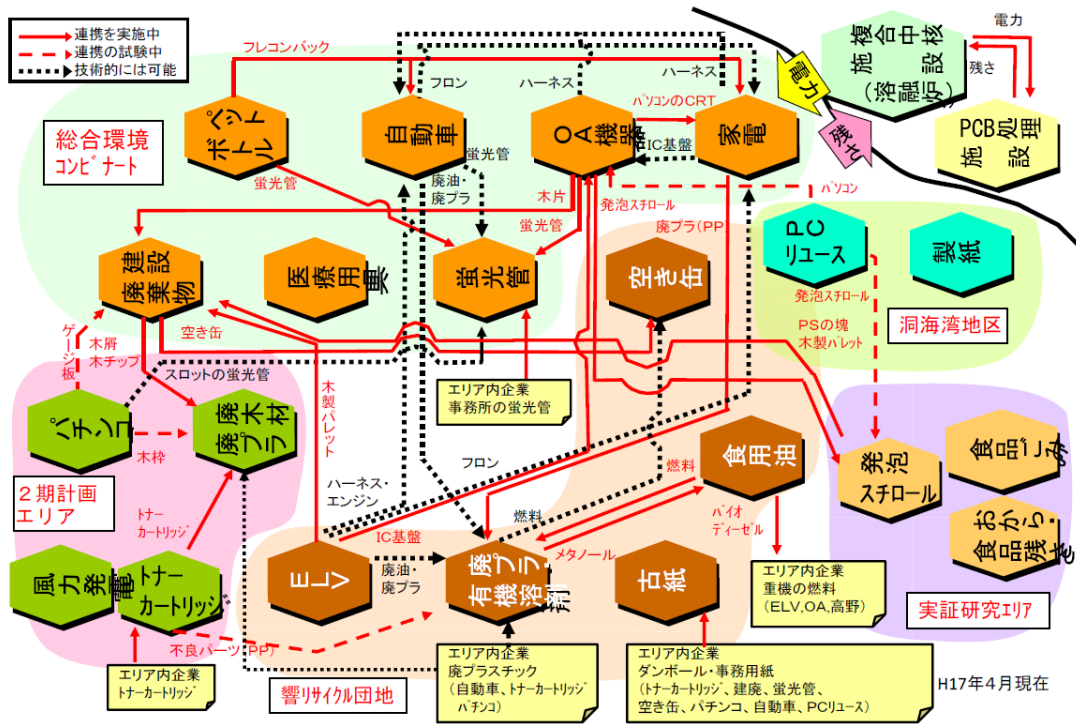 連携を実施中
連携の試験中
技術的には可能
フレコンバック
フロン
ハーネス
ハーネス
電力
残さ
複合中核
施設
(溶融炉)
電力
残さ
PCB処理
施設
総合環境
コンビナート
ペット
ボトル
自動車
OA機器
家電
パソコンのCRT
IC基盤
蛍光管
蛍光管
廃油・
廃プラ
木片
蛍光管
発泡スチロール
廃プラ(PP)
パソコン
PC
リユース
製紙
洞海湾地区
発泡スチロール
PSの塊
木製パレット
建設
廃棄物
医療用具
蛍光管
空き缶
ゲージ板
木屑
木チップ
空き缶
スロットの蛍光管
木製パレット
エリア内企業
事務所の蛍光管
パチンコ
廃木材
廃プラ
木枠
2期計画
エリア
トナー
カートリッジ
ハーネス・
エンジン
フロン
燃料
燃料
食用油
発泡
スチロール
食品ごみ
おから・
食品残さ
実証研究エリア
風力発電
トナー
カートリッジ
IC基盤
ELV
廃油・
廃プラ
廃プラ・
有機溶剤
メタノール
古紙
バイオ
ディーゼル
エリア内企業
重機の燃料
(ELV,OA,高野)
不良パーツ(PP)
エリア内企業
トナーカートリッジ
響リサイクル団地
エリア内企業
廃プラスチック
(自動車、トナーカートリッジ
パチンコ)
エリア内企業
ダンボール・事務用紙
(トナーカートリッジ、建廃、蛍光管、
空き缶、パチンコ、自動車、PCリユース)
H17年4月現在